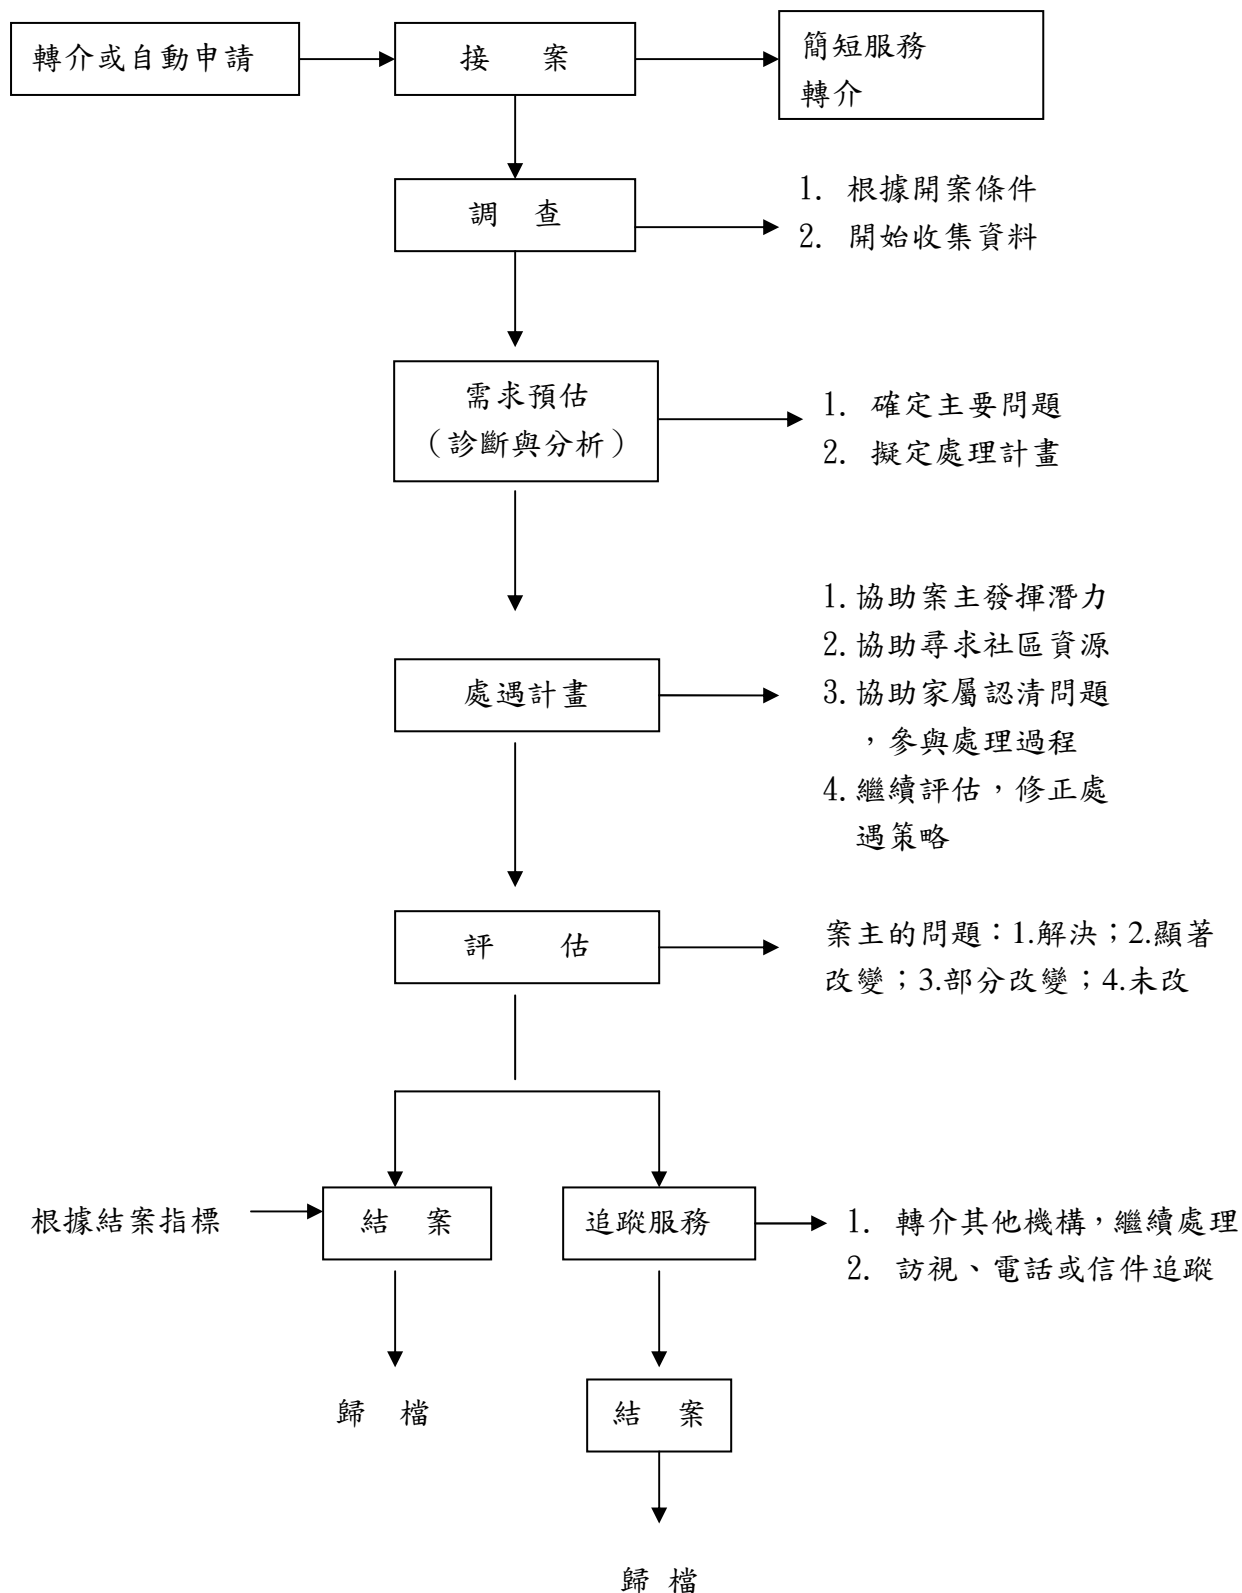 轉介或自動申請
接 案
簡短服務
轉介
調 查
1. 根據開案條件
2. 開始收集資料
需求預估
（診斷與分析）
1. 確定主要問題
2. 擬定處理計畫
處遇計畫
1. 協助案主發揮潛力
2. 協助尋求社區資源
3. 協助家屬認清問題
，參與處理過程
4. 繼續評估，修正處
遇策略
評 估
案主的問題：1.解決；2.顯著
改變；3.部分改變；4.未改
根據結案指標
結 案
追蹤服務
1. 轉介其他機構，繼續處理
2. 訪視、電話或信件追蹤
歸 檔
結 案
歸 檔